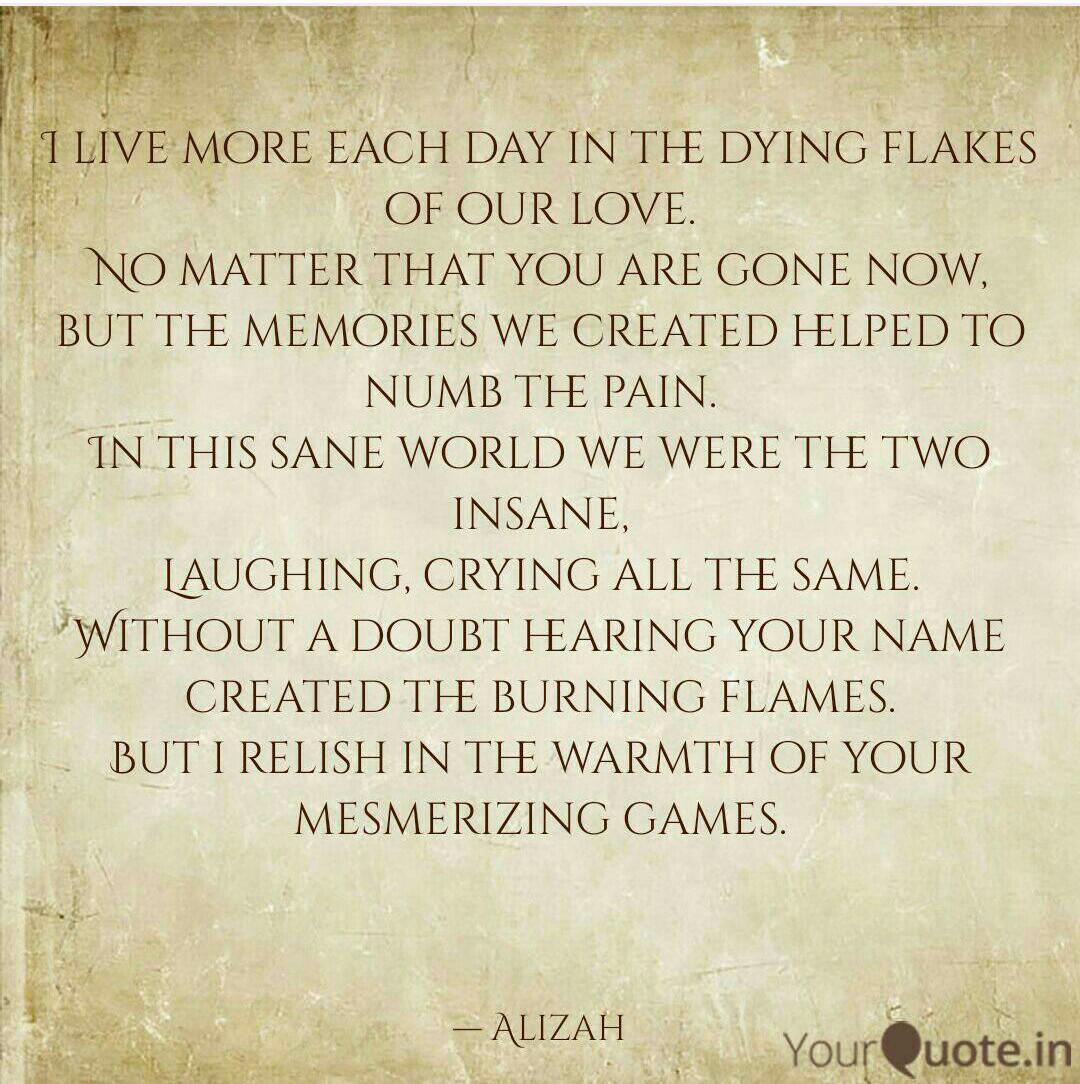 I live more each day in the dying flakes
of our love.
No matter that you are gone now,
but the memories we created helped to
numb the pain.
In this sane world we were the two
insane,
Laughing, crying all the same.
Without a doubt hearing your name
created the burning flames.
But i relish in the warmth of your
mesmerizing games.
— Alizah
YourQuote.in